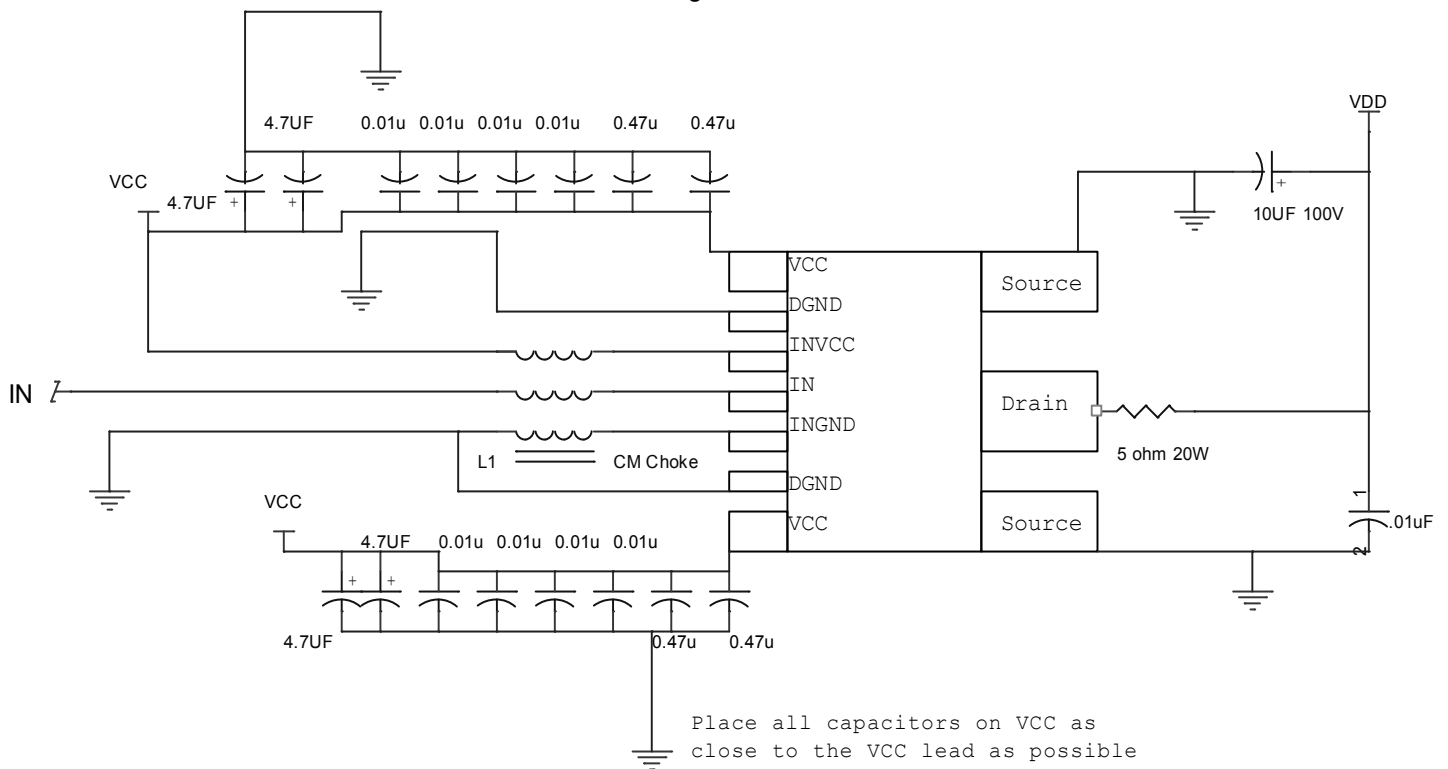 4.7UF 0.01u 0.01u 0.01u 0.01u 0.47u 0.47u
VDD
VCC
4.7UF + +
+
10UF 100V
VCC
Source
DGND
INVCC
IN
IN
Drain
INGND
L1 CM Choke
5 ohm 20W
DGND
VCC
VCC
Source
1
.01uF
2
4.7UF 0.01u 0.01u 0.01u 0.01u
+ +
4.7UF 0.47u 0.47u
Place all capacitors on VCC as
close to the VCC lead as possible